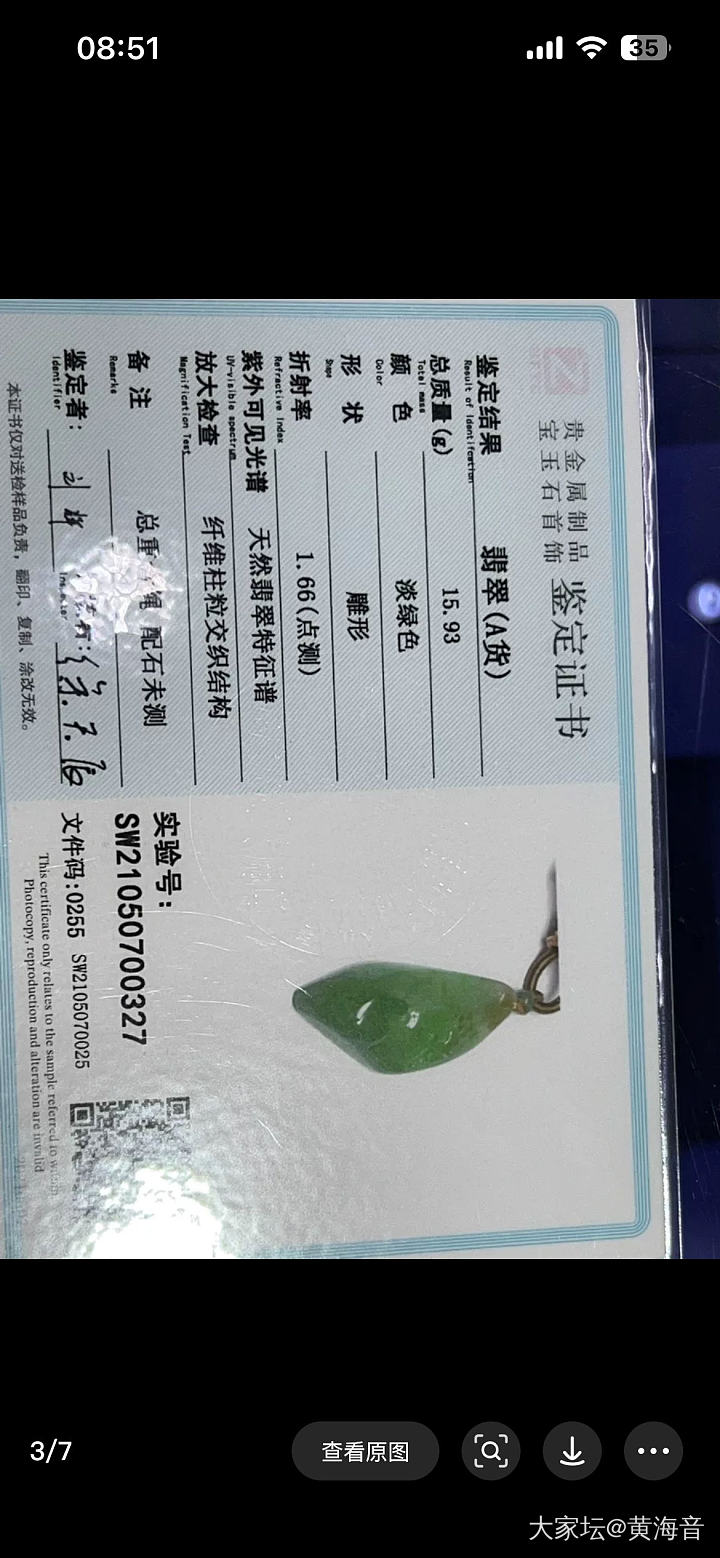 08:51
35
贵金属制品
宝玉石首饰
鉴定证书
鉴定结果 翡翠(A货)
Result of Identification
总质量(g) 15.93
Total mass
颜 色 淡绿色
Color
形 状 雕形
Shape
折射率 1.66(点测)
Refractive index
紫外可见光谱 天然翡翠特征谱
UV-visible spectrum
放大检查 纤维柱粒交织结构
Magnification Test
备 注 总重 绳 配石未测
Remarks
鉴定者:
Identifier
本证书仅对送检样品负责，翻印、复制、涂改无效。
实验号:
SW21050700327
文件码:0255 SW2105070025
This certificate only relates to the sample referred to
Photocopy, reproduction and alteration are invalid
3/7
查看原图
大家坛@黄海音